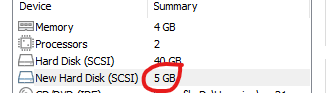 Device Summary
Memory 4 GB
Processors 2
Hard Disk (SCSI) 40 GB
New Hard Disk (SCSI) 5 GB